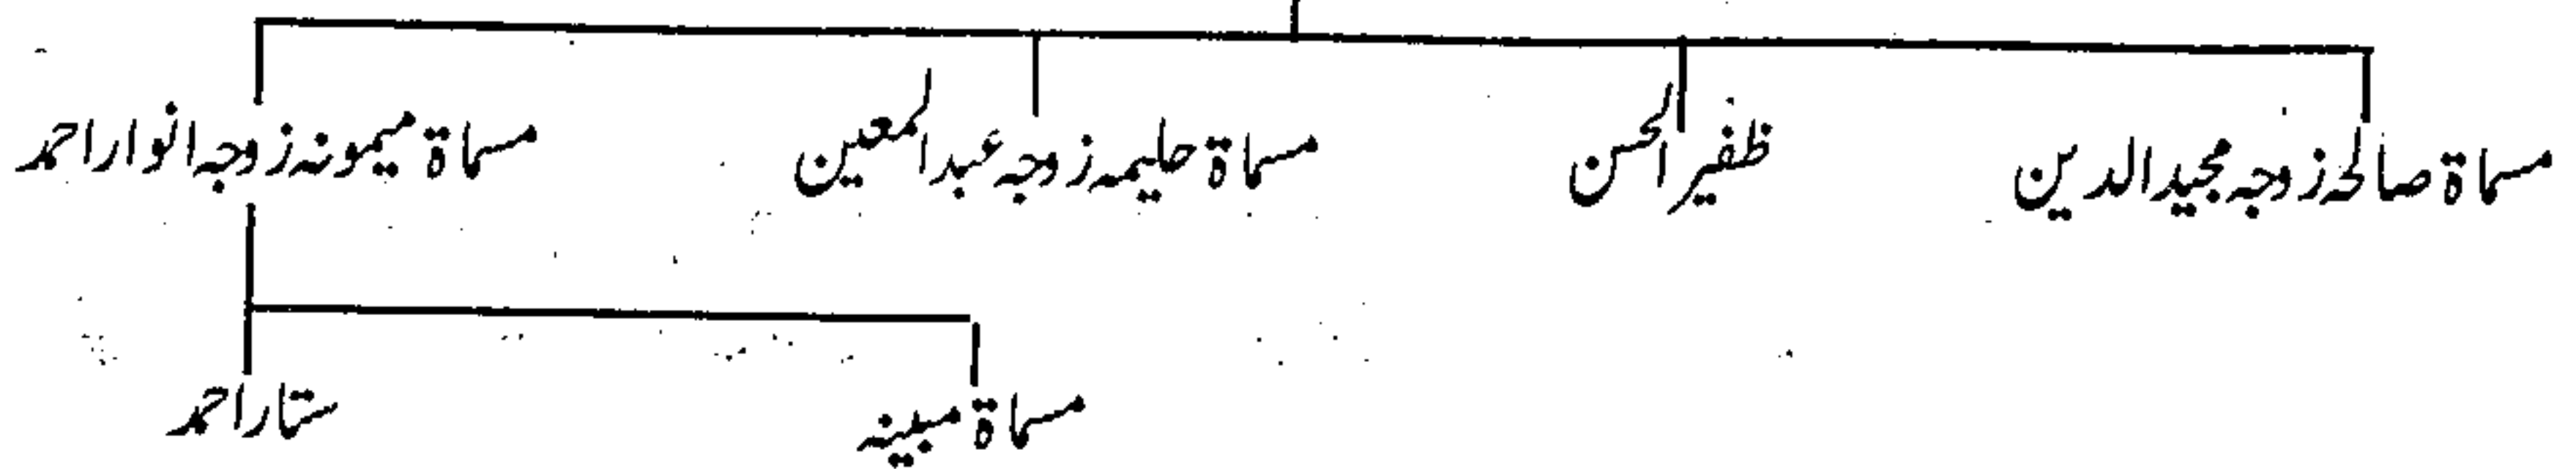 مسماۃ صالحہ زوجہ مجید الدین ظفیر الحسن مسماۃ حلیمہ زوجہ عبدالمعین مسماۃ میمونہ زوجہ انوار احمد
مسماۃ مبینہ ستار احمد